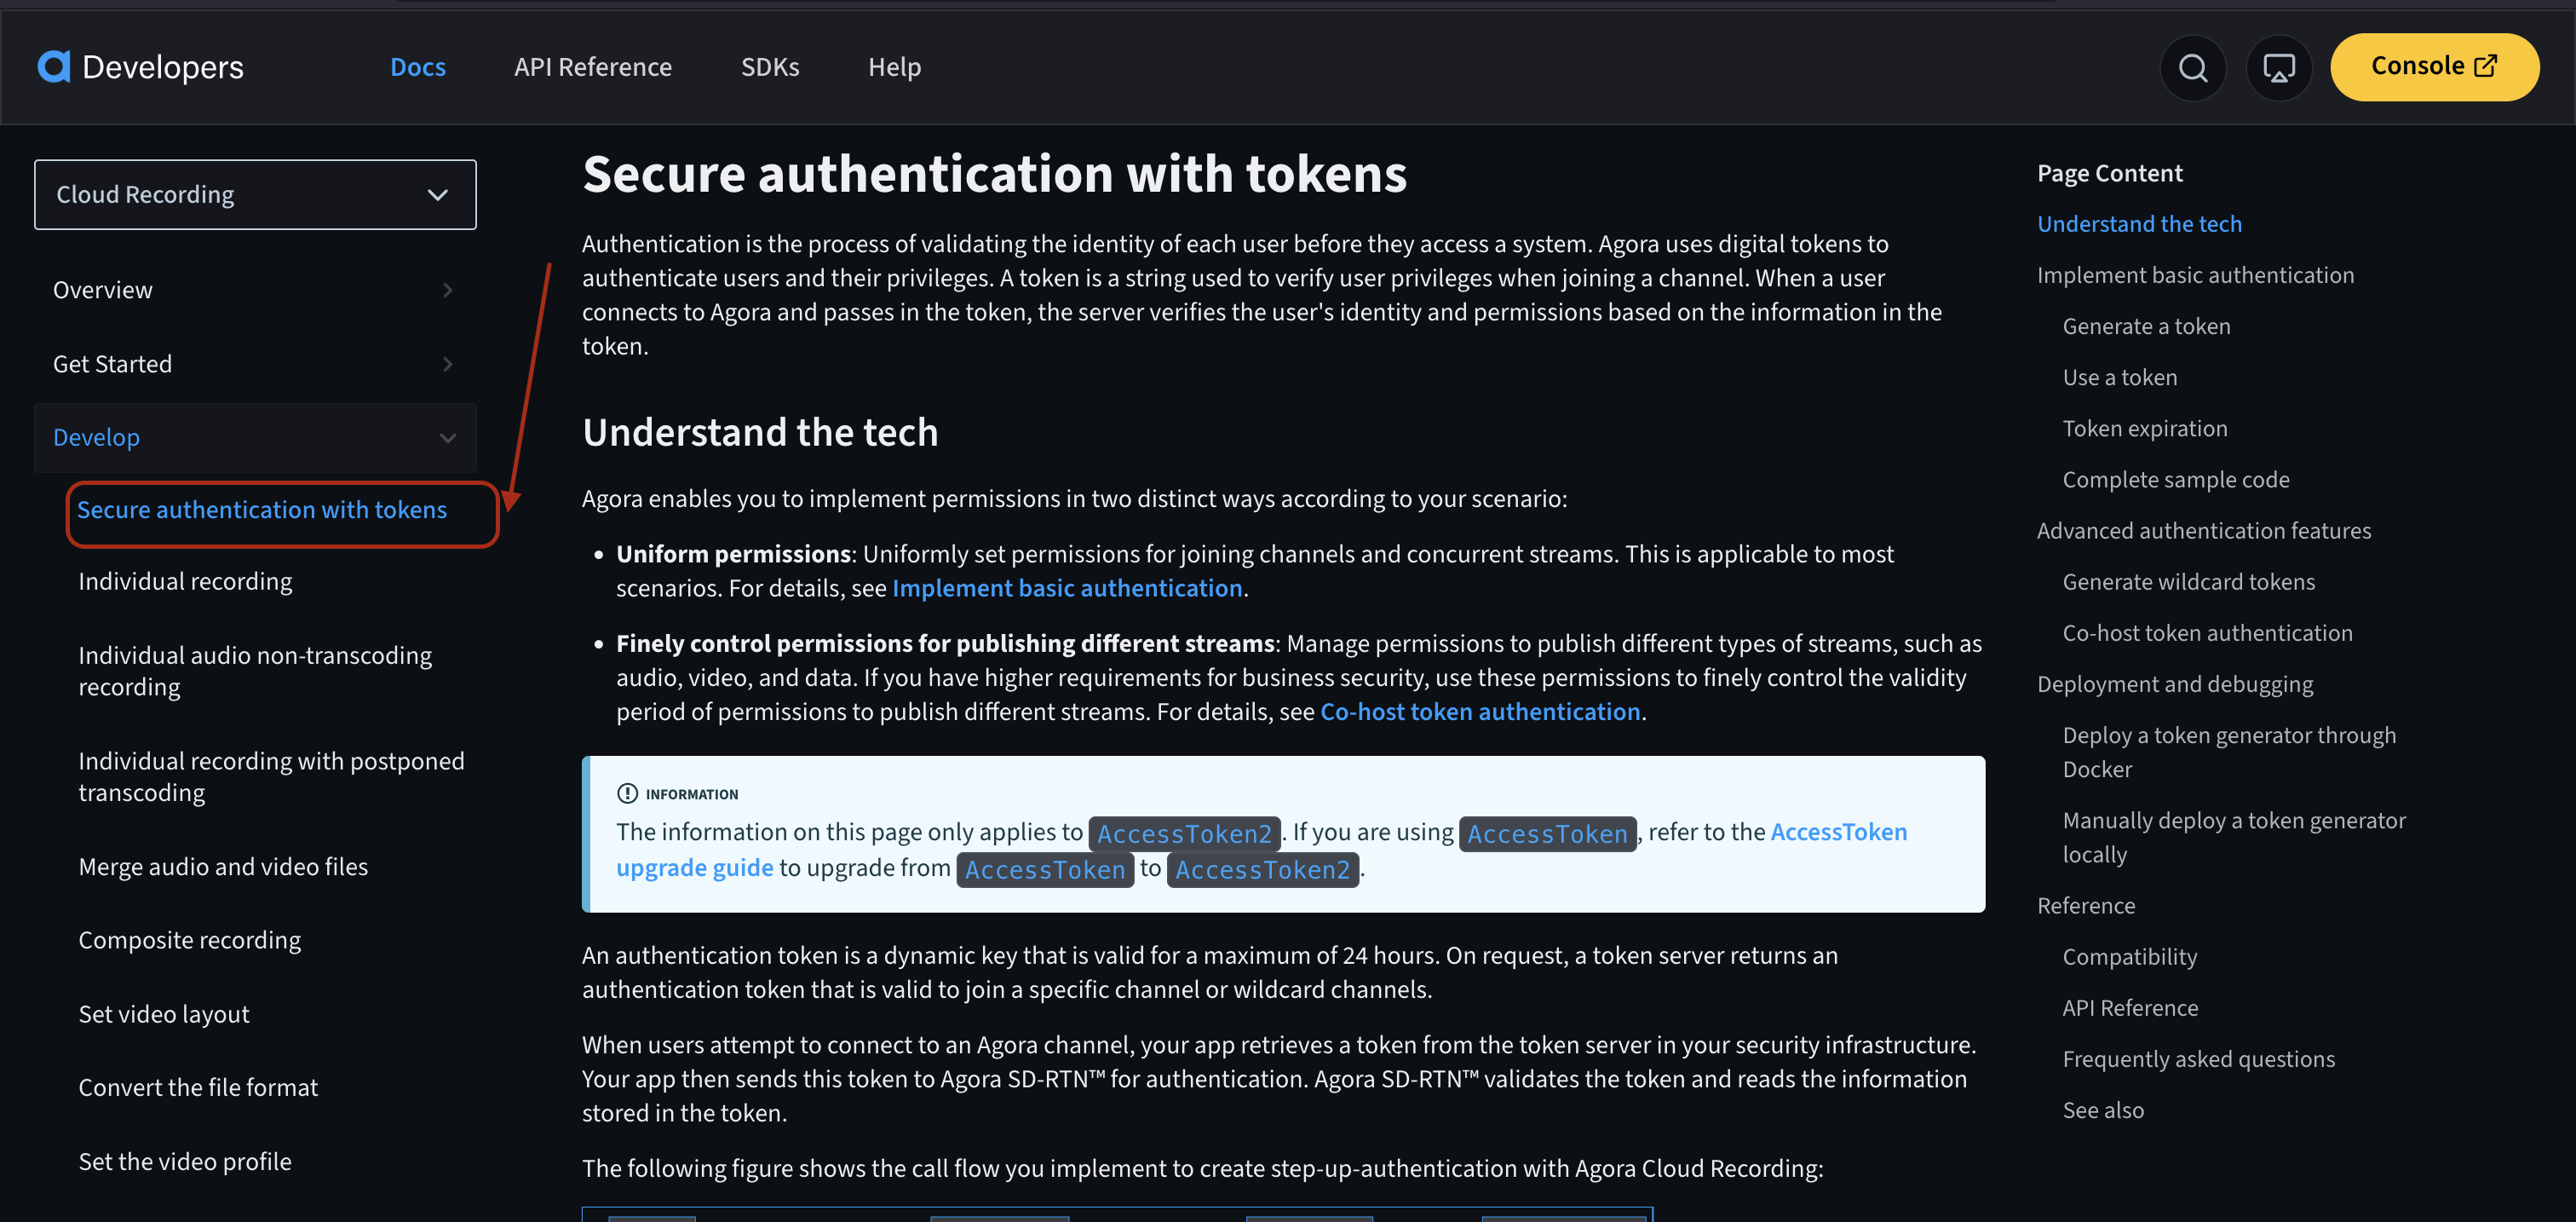 Developers
Docs
API Reference
SDKs
Help
Console
Cloud Recording
Overview
Get Started
Develop
Secure authentication with tokens
Individual recording
Individual audio non-transcoding
recording
Individual recording with postponed
transcoding
Merge audio and video files
Composite recording
Set video layout
Convert the file format
Set the video profile
Secure authentication with tokens
Authentication is the process of validating the identity of each user before they access a system. Agora uses digital tokens to
authenticate users and their privileges. A token is a string used to verify user privileges when joining a channel. When a user
connects to Agora and passes in the token, the server verifies the user's identity and permissions based on the information in the
token.
Understand the tech
Agora enables you to implement permissions in two distinct ways according to your scenario:
• Uniform permissions: Uniformly set permissions for joining channels and concurrent streams. This is applicable to most
scenarios. For details, see Implement basic authentication.
• Finely control permissions for publishing different streams: Manage permissions to publish different types of streams, such as
audio, video, and data. If you have higher requirements for business security, use these permissions to finely control the validity
period of permissions to publish different streams. For details, see Co-host token authentication.
INFORMATION
The information on this page only applies to AccessToken2. If you are using AccessToken, refer to the AccessToken
upgrade guide to upgrade from AccessToken to AccessToken2.
An authentication token is a dynamic key that is valid for a maximum of 24 hours. On request, a token server returns an
authentication token that is valid to join a specific channel or wildcard channels.
When users attempt to connect to an Agora channel, your app retrieves a token from the token server in your security infrastructure.
Your app then sends this token to Agora SD-RTN™ for authentication. Agora SD-RTN™ validates the token and reads the information
stored in the token.
The following figure shows the call flow you implement to create step-up-authentication with Agora Cloud Recording:
Page Content
Understand the tech
Implement basic authentication
Generate a token
Use a token
Token expiration
Complete sample code
Advanced authentication features
Generate wildcard tokens
Co-host token authentication
Deployment and debugging
Deploy a token generator through
Docker
Manually deploy a token generator
locally
Reference
Compatibility
API Reference
Frequently asked questions
See also